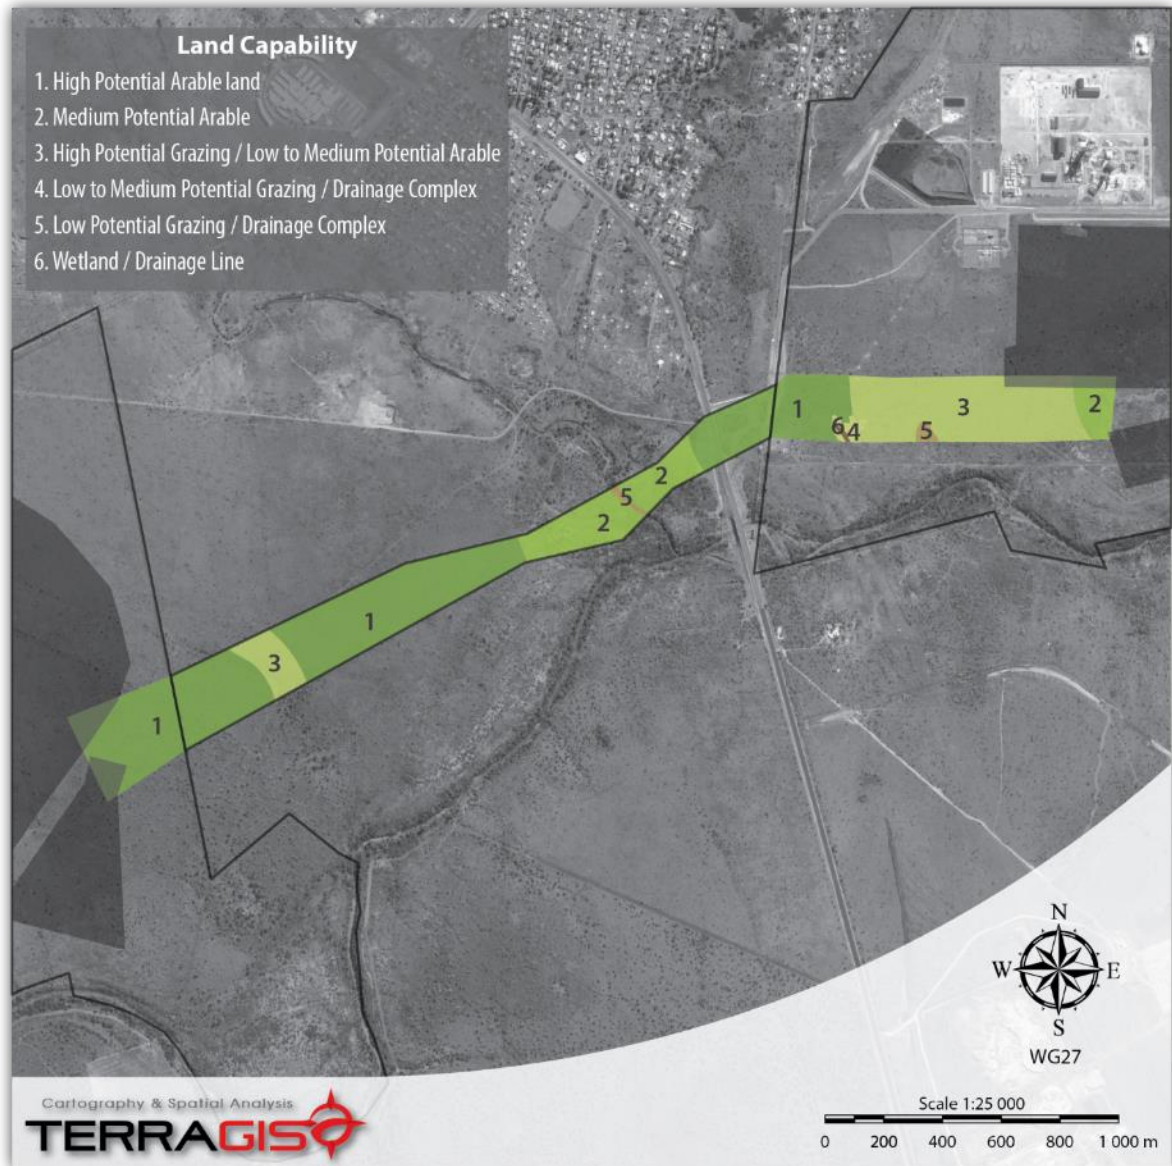 Land Capability
1. High Potential Arable land
2. Medium Potential Arable
3. High Potential Grazing / Low to Medium Potential Arable
4. Low to Medium Potential Grazing / Drainage Complex
5. Low Potential Grazing / Drainage Complex
6. Wetland / Drainage Line
1
3
2
6
4
5
2
5
2
1
3
1
N
W
E
S
WG27
Cartography & Spatial Analysis
TERRAGIS
Scale 1:25 000
0 200 400 600 800 1 000 m